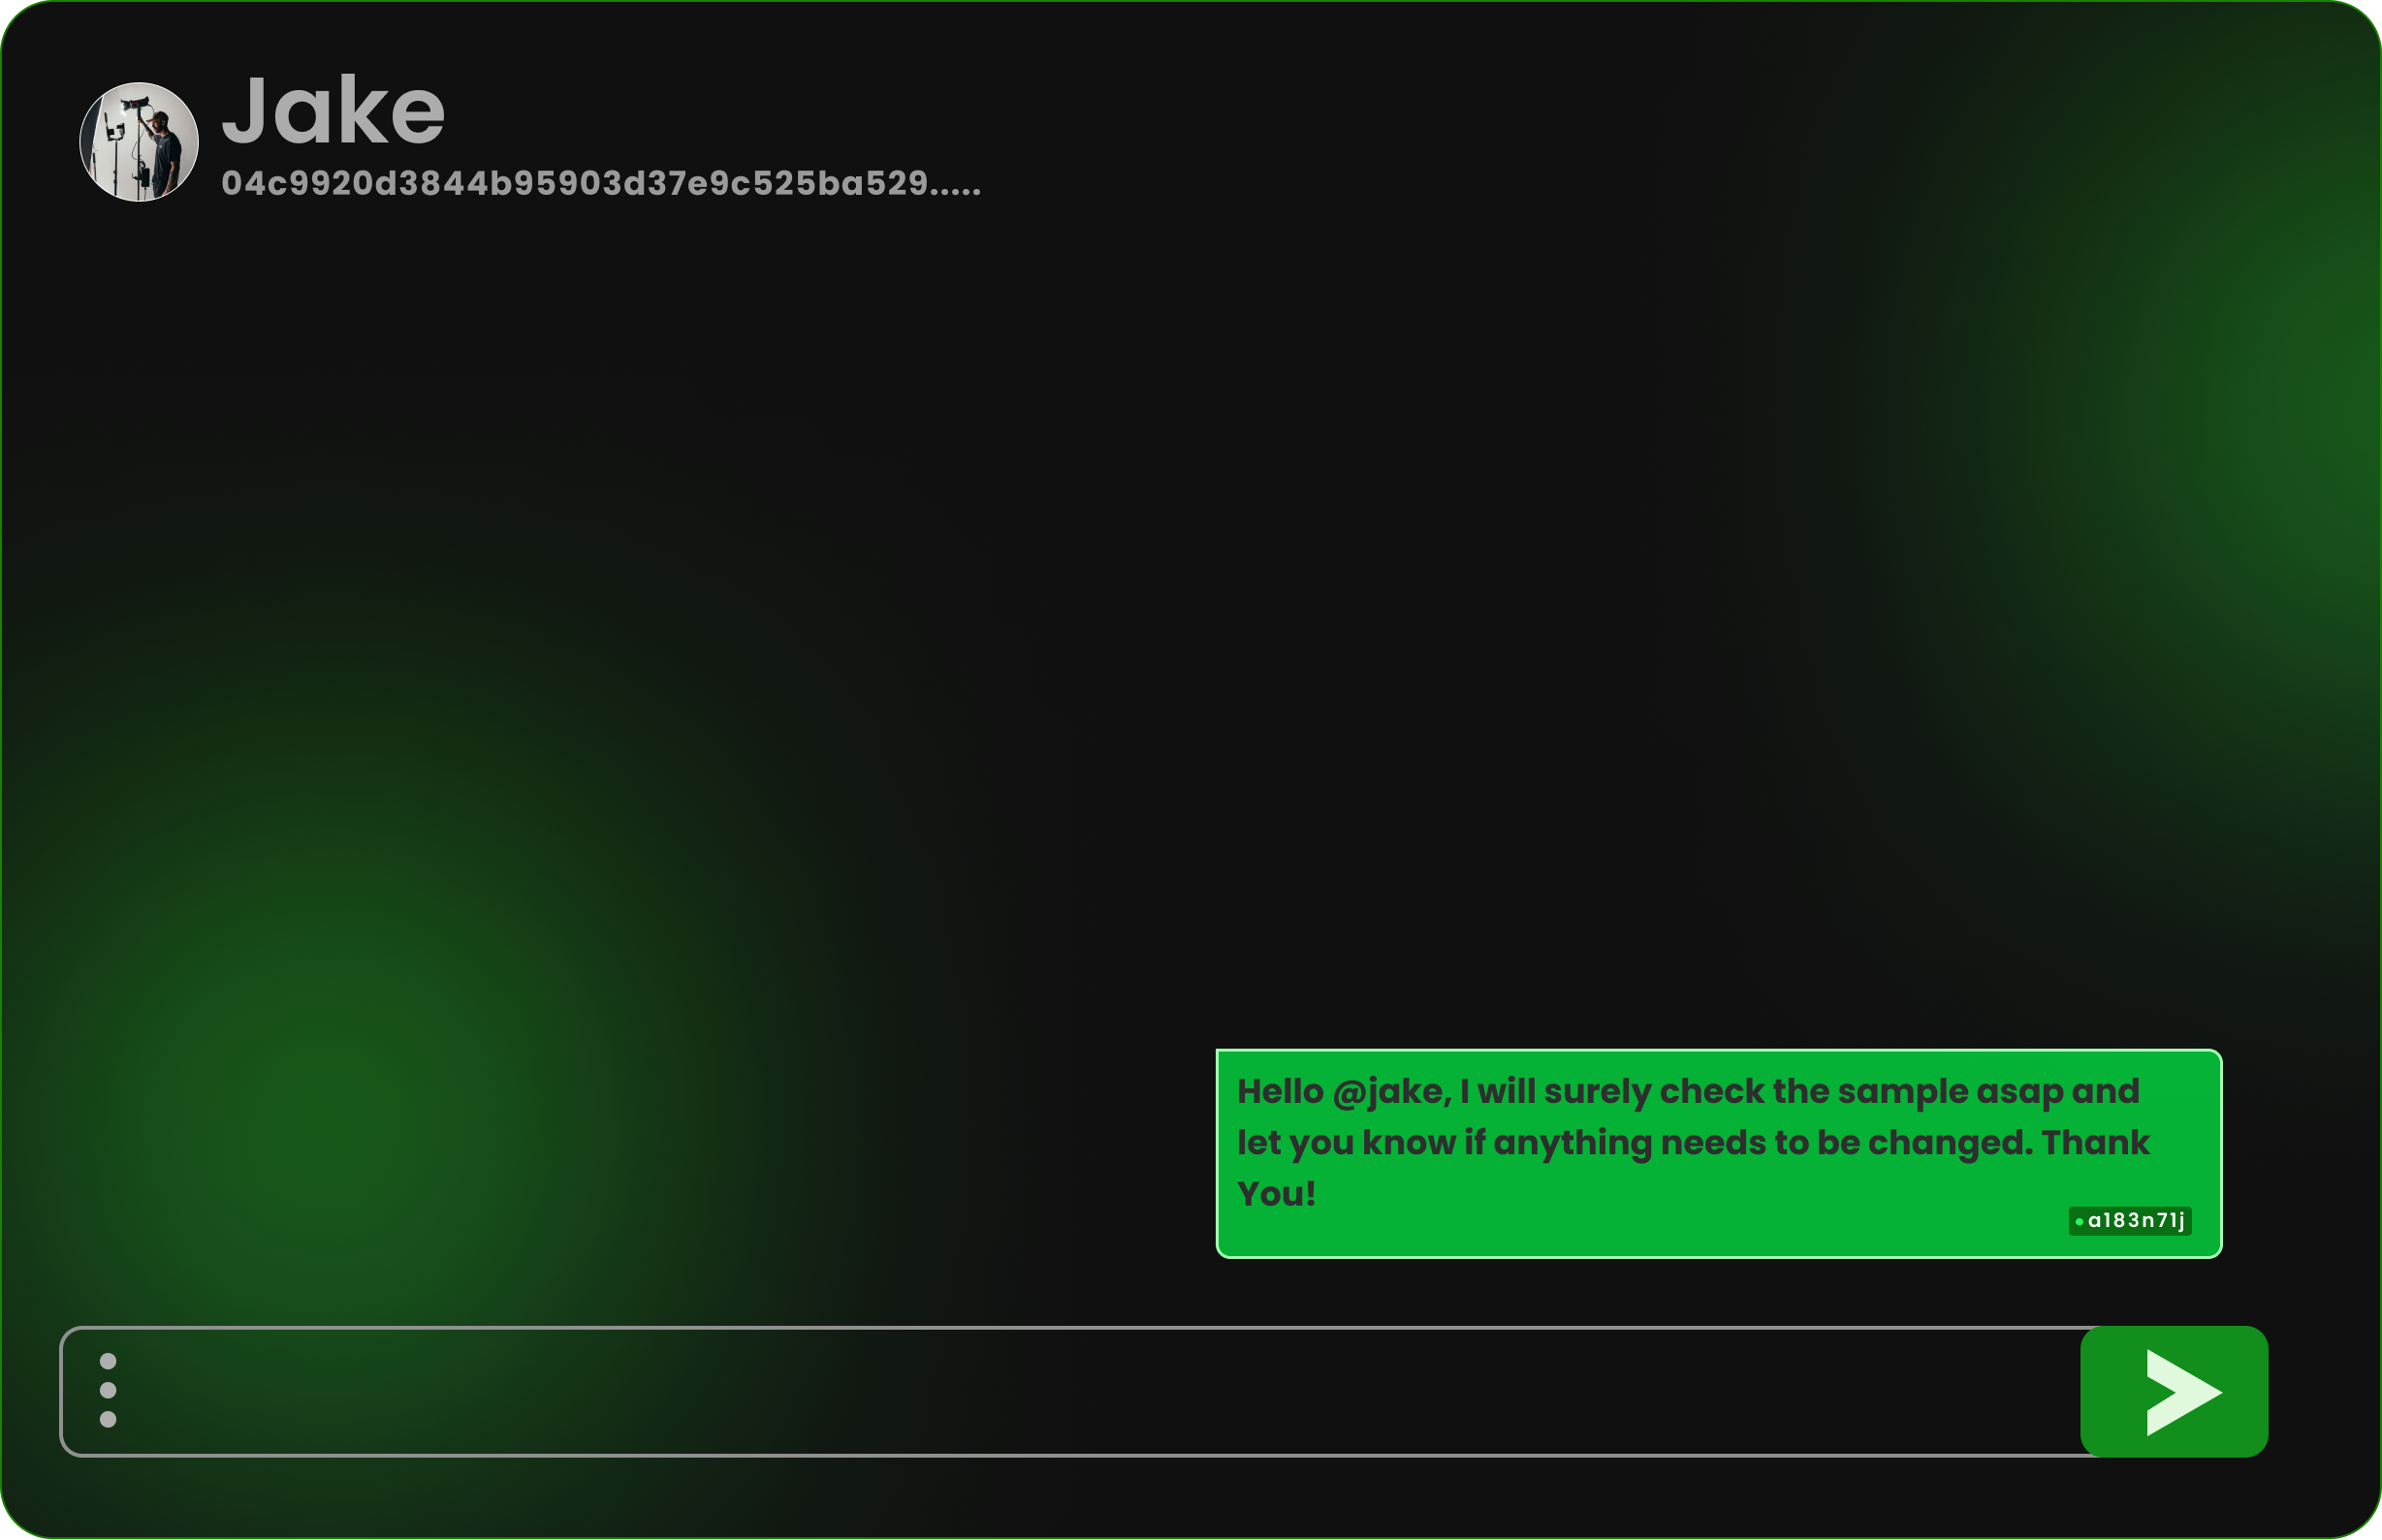 Jake
04c9920d3844b95903d37e9c525ba529.....
Hello @jake, I will surely check the sample asap and
let you know if anything needs to be changed. Thank
You!
a183n71j